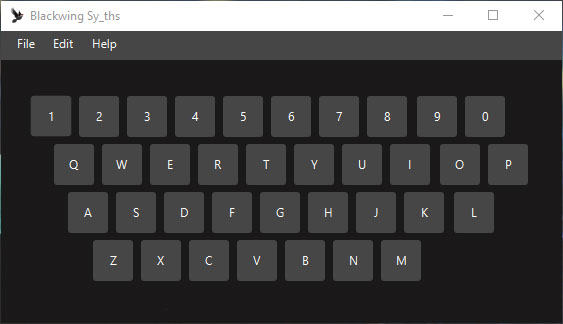 Blackwing Sy_ths
File Edit Help
1 2 3 4 5 6 7 8 9 0
Q W E R T Y U I O P
A S D F G H J K L
Z X C V B N M